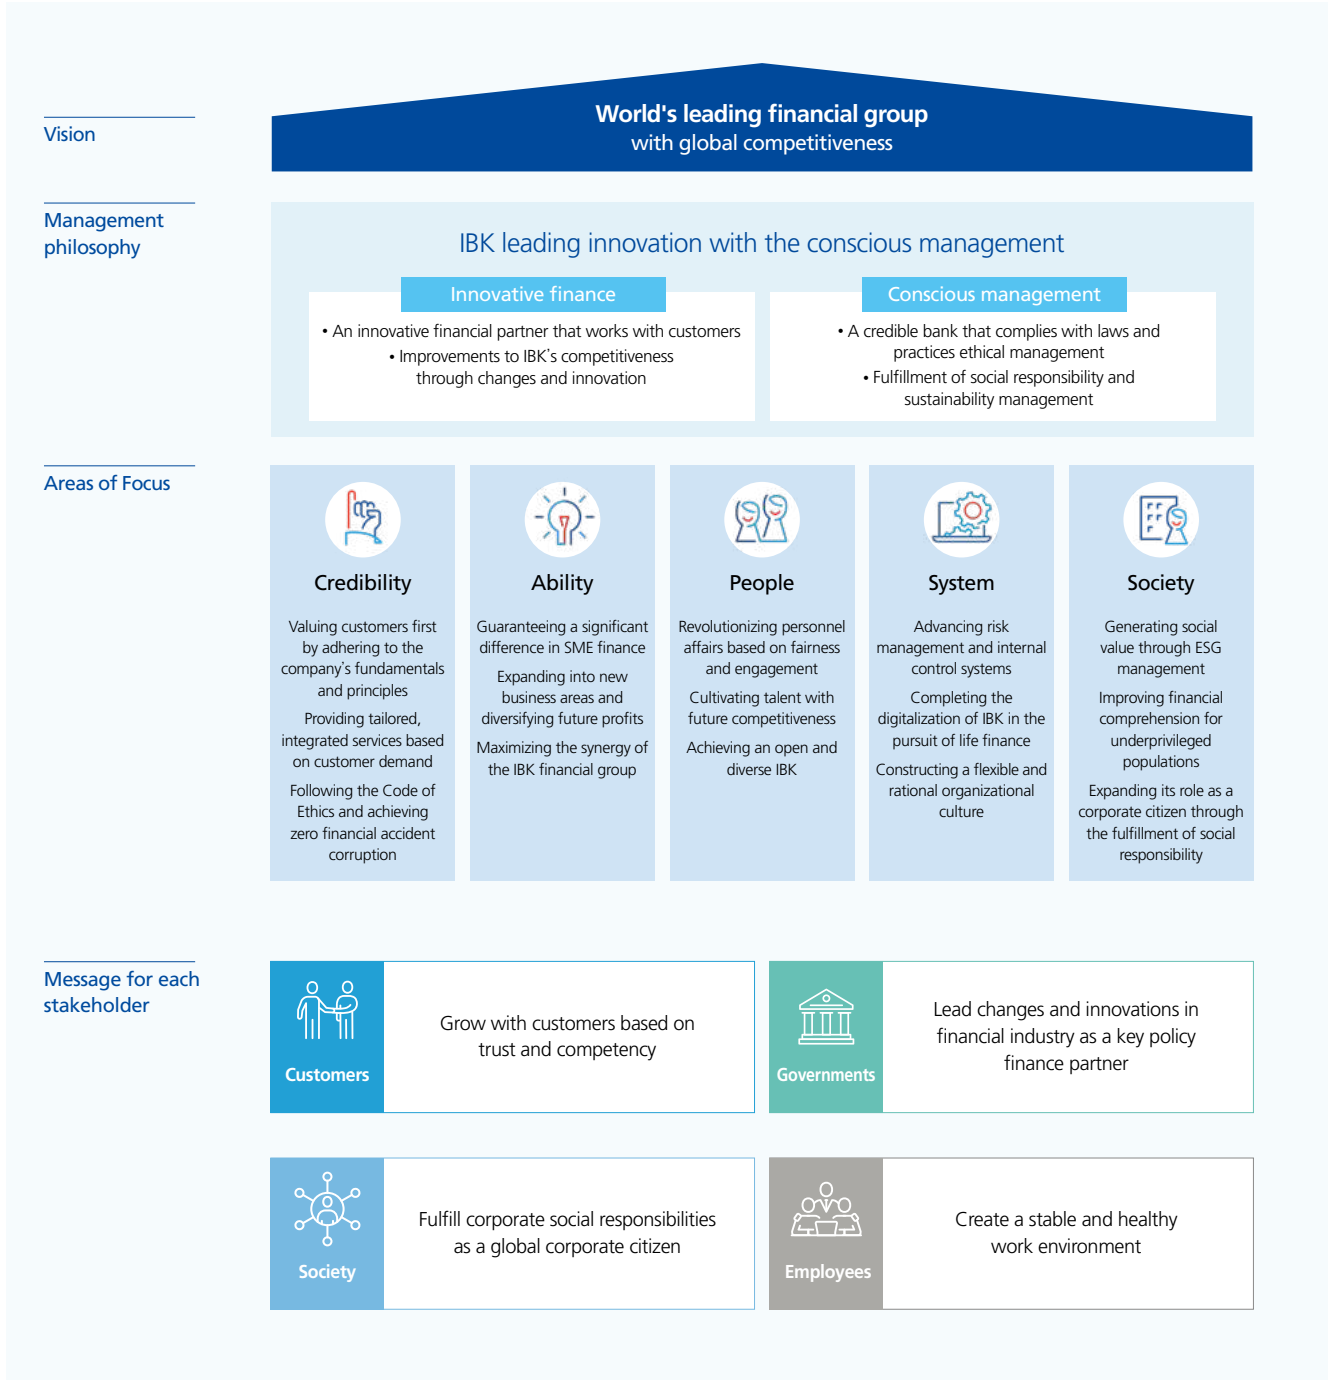 Vision
World's leading financial group
with global competitiveness
Management
philosophy
IBK leading innovation with the conscious management
Innovative finance
• An innovative financial partner that works with customers
• Improvements to IBK's competitiveness
through changes and innovation
Conscious management
• A credible bank that complies with laws and
practices ethical management
• Fulfillment of social responsibility and
sustainability management
Areas of Focus
Credibility
Valuing customers first
by adhering to the
company's fundamentals
and principles
Providing tailored,
integrated services based
on customer demand
Following the Code of
Ethics and achieving
zero financial accident
corruption
Ability
Guaranteeing a significant
difference in SME finance
Expanding into new
business areas and
diversifying future profits
Maximizing the synergy of
the IBK financial group
People
Revolutionizing personnel
affairs based on fairness
and engagement
Cultivating talent with
future competitiveness
Achieving an open and
diverse IBK
System
Advancing risk
management and internal
control systems
Completing the
digitalization of IBK in the
pursuit of life finance
Constructing a flexible and
rational organizational
culture
Society
Generating social
value through ESG
management
Improving financial
comprehension for
underprivileged
populations
Expanding its role as a
corporate citizen through
the fulfillment of social
responsibility
Message for each
stakeholder
Customers
Grow with customers based on
trust and competency
Governments
Lead changes and innovations in
financial industry as a key policy
finance partner
Society
Fulfill corporate social responsibilities
as a global corporate citizen
Employees
Create a stable and healthy
work environment